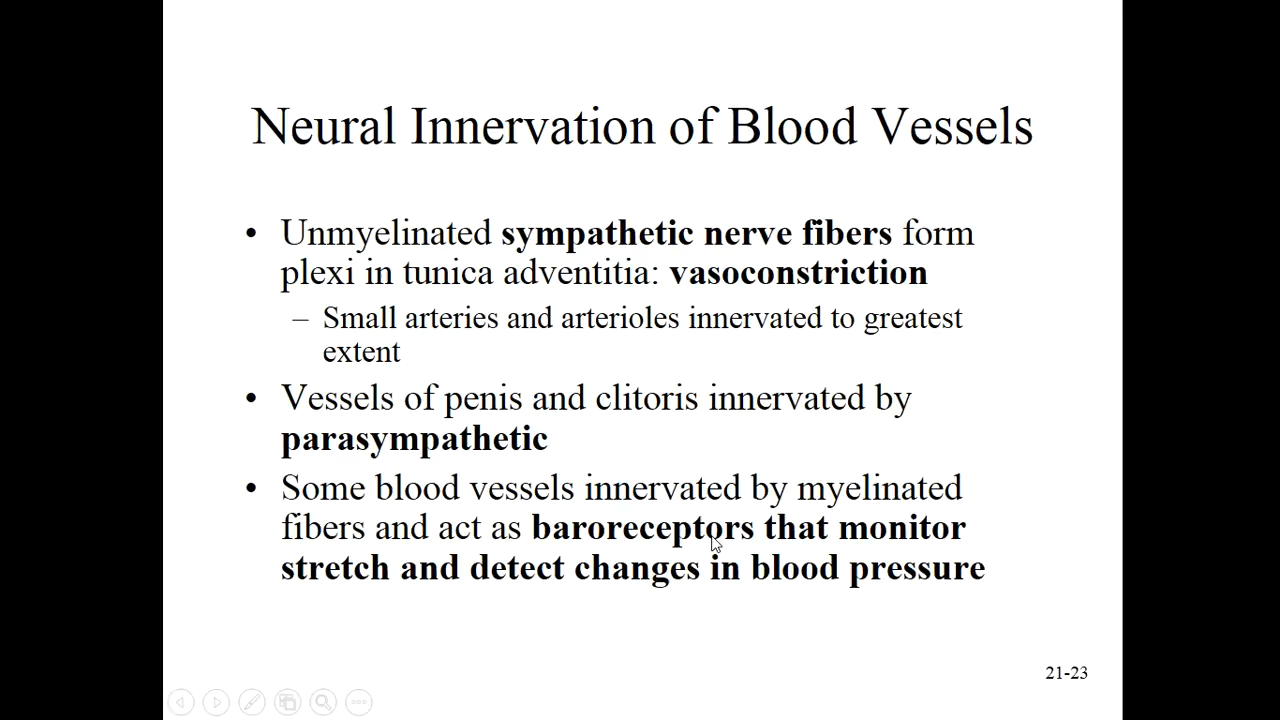 Neural Innervation of Blood Vessels
• Unmyelinated sympathetic nerve fibers form
plexi in tunica adventitia: vasoconstriction
– Small arteries and arterioles innervated to greatest
extent
• Vessels of penis and clitoris innervated by
parasympathetic
• Some blood vessels innervated by myelinated
fibers and act as baroreceptors that monitor
stretch and detect changes in blood pressure
21-23